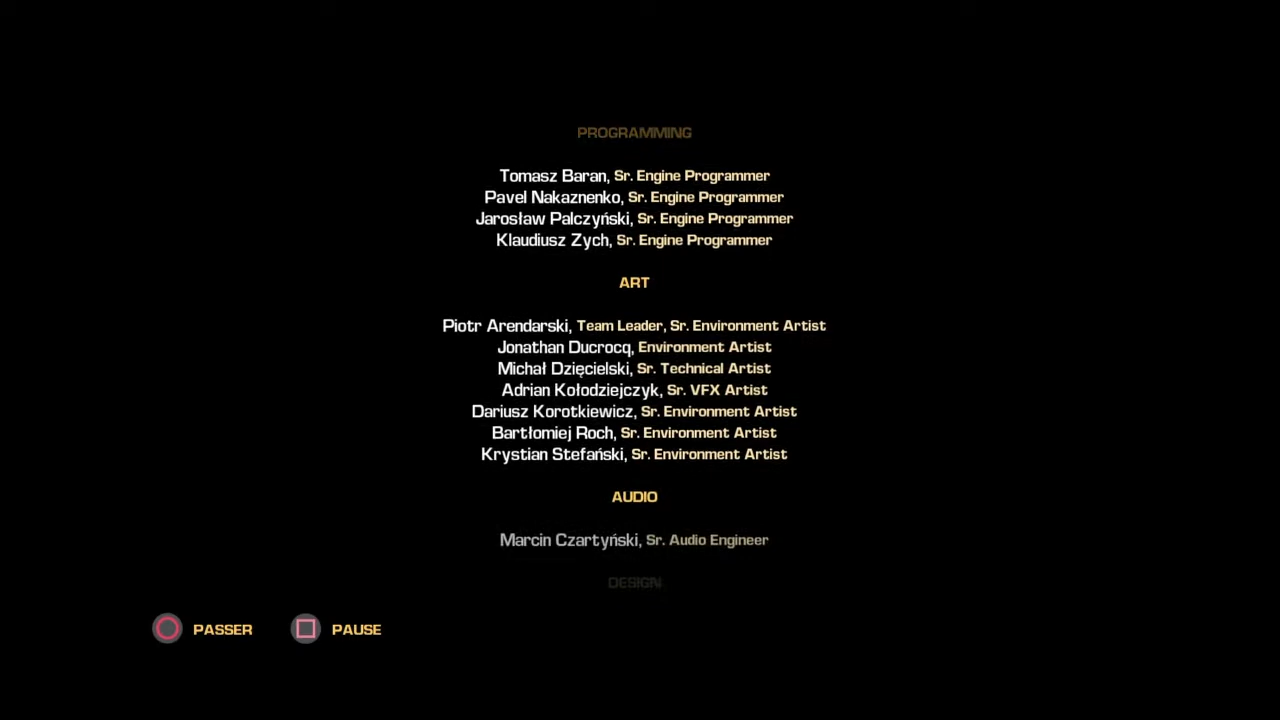 PROGRAMMING
Tomasz Baran, Sr. Engine Programmer
Pavel Nakaznenko, Sr. Engine Programmer
Jarosław Palczyński, Sr. Engine Programmer
Klaudiusz Zych, Sr. Engine Programmer
ART
Piotr Arendarski, Team Leader, Sr. Environment Artist
Jonathan Ducrocq, Environment Artist
Michał Dzięcielski, Sr. Technical Artist
Adrian Kołodziejczyk, Sr. VFX Artist
Dariusz Korotkiewicz, Sr. Environment Artist
Bartłomiej Roch, Sr. Environment Artist
Krystian Stefański, Sr. Environment Artist
AUDIO
Marcin Czartyński, Sr. Audio Engineer
DESIGN
PASSER PAUSE